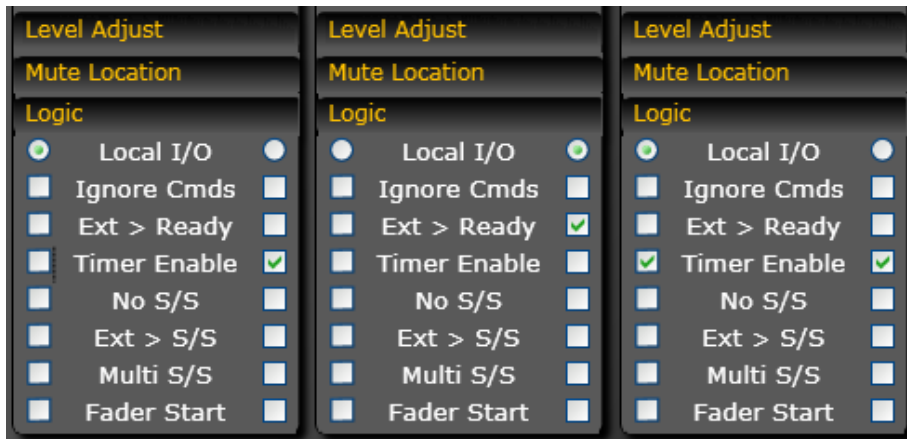 Level Adjust Level Adjust Level Adjust
Mute Location Mute Location Mute Location
Logic Logic Logic
Local I/O Local I/O Local I/O
Ignore Cmds Ignore Cmds Ignore Cmds
Ext > Ready Ext > Ready Ext > Ready
Timer Enable Timer Enable Timer Enable
No S/S No S/S No S/S
Ext > S/S Ext > S/S Ext > S/S
Multi S/S Multi S/S Multi S/S
Fader Start Fader Start Fader Start